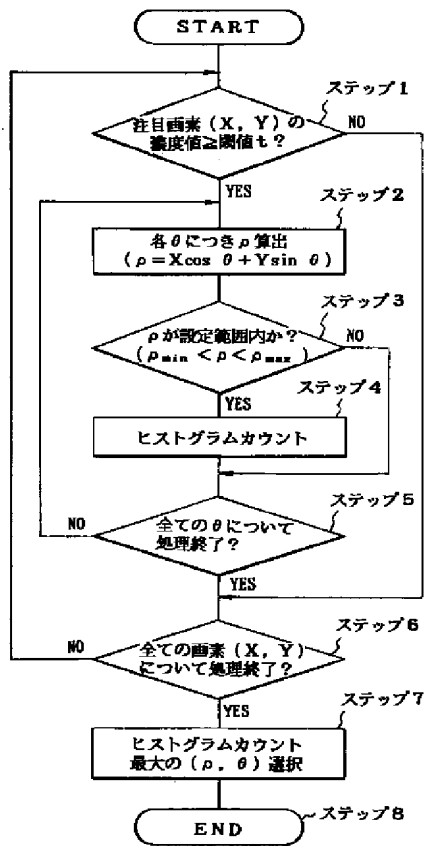 START
ステップ1
注目画素(X, Y)の
濃度値≧閾値t?
NO
YES
ステップ2
各θにつきρ算出
(ρ=Xcos θ+Ysin θ)
ステップ3
ρが設定範囲内か?
(ρmin<ρ<ρmax)
NO
YES
ステップ4
ヒストグラムカウント
ステップ5
全てのθについて
処理終了?
NO
YES
ステップ6
全ての画素(X, Y)
について処理終了?
NO
YES
ステップ7
ヒストグラムカウント
最大の(ρ, θ)選択
END
ステップ8